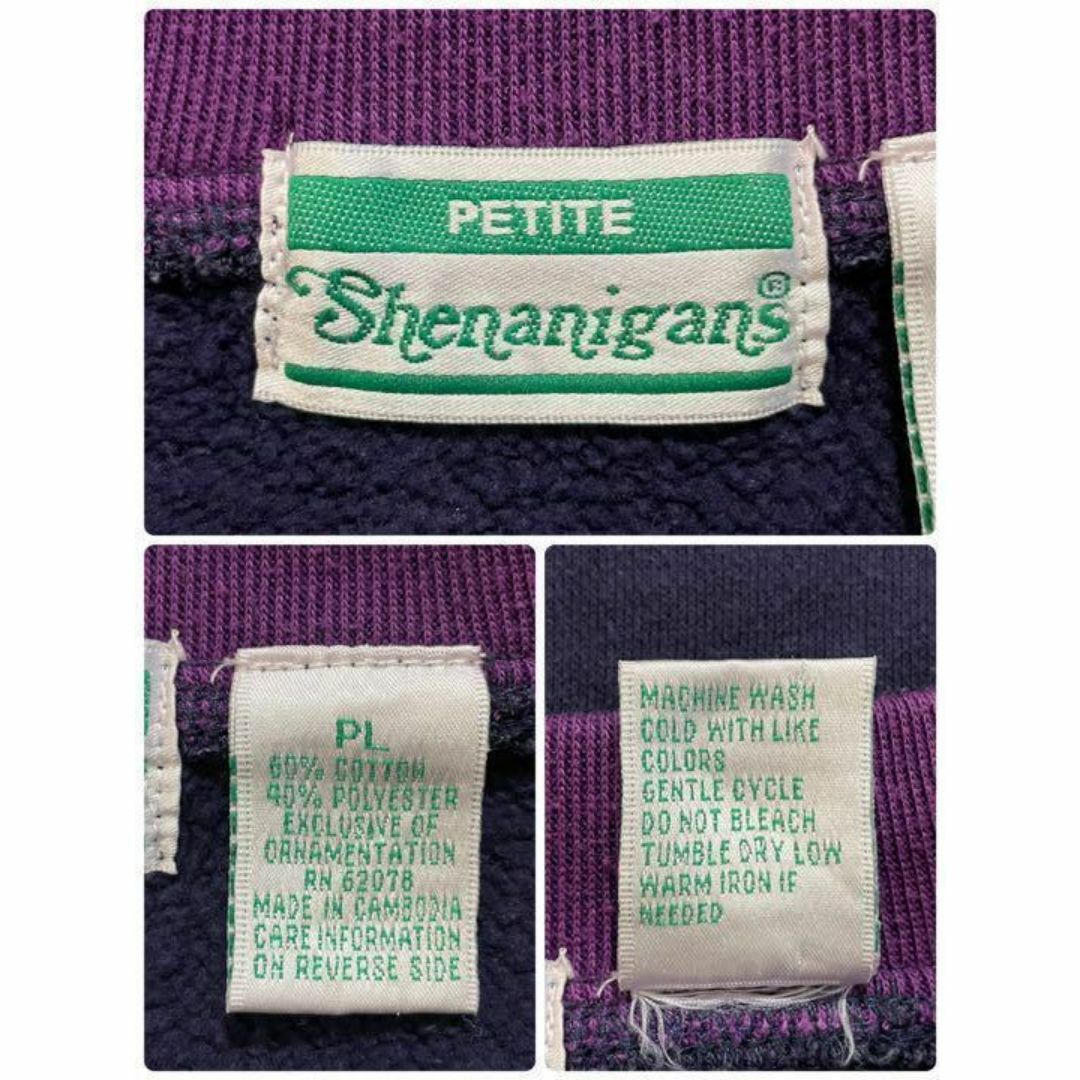 PETITE
Shenanigans®
PL
60% COTTON
40% POLYESTER
EXCLUSIVE OF
ORNAMENTATION
RN 62078
MADE IN CAMBODIA
CARE INFORMATION
ON REVERSE SIDE
MACHINE WASH
COLD WITH LIKE
COLORS
GENTLE CYCLE
DO NOT BLEACH
TUMBLE DRY LOW
WARM IRON IF
NEEDED